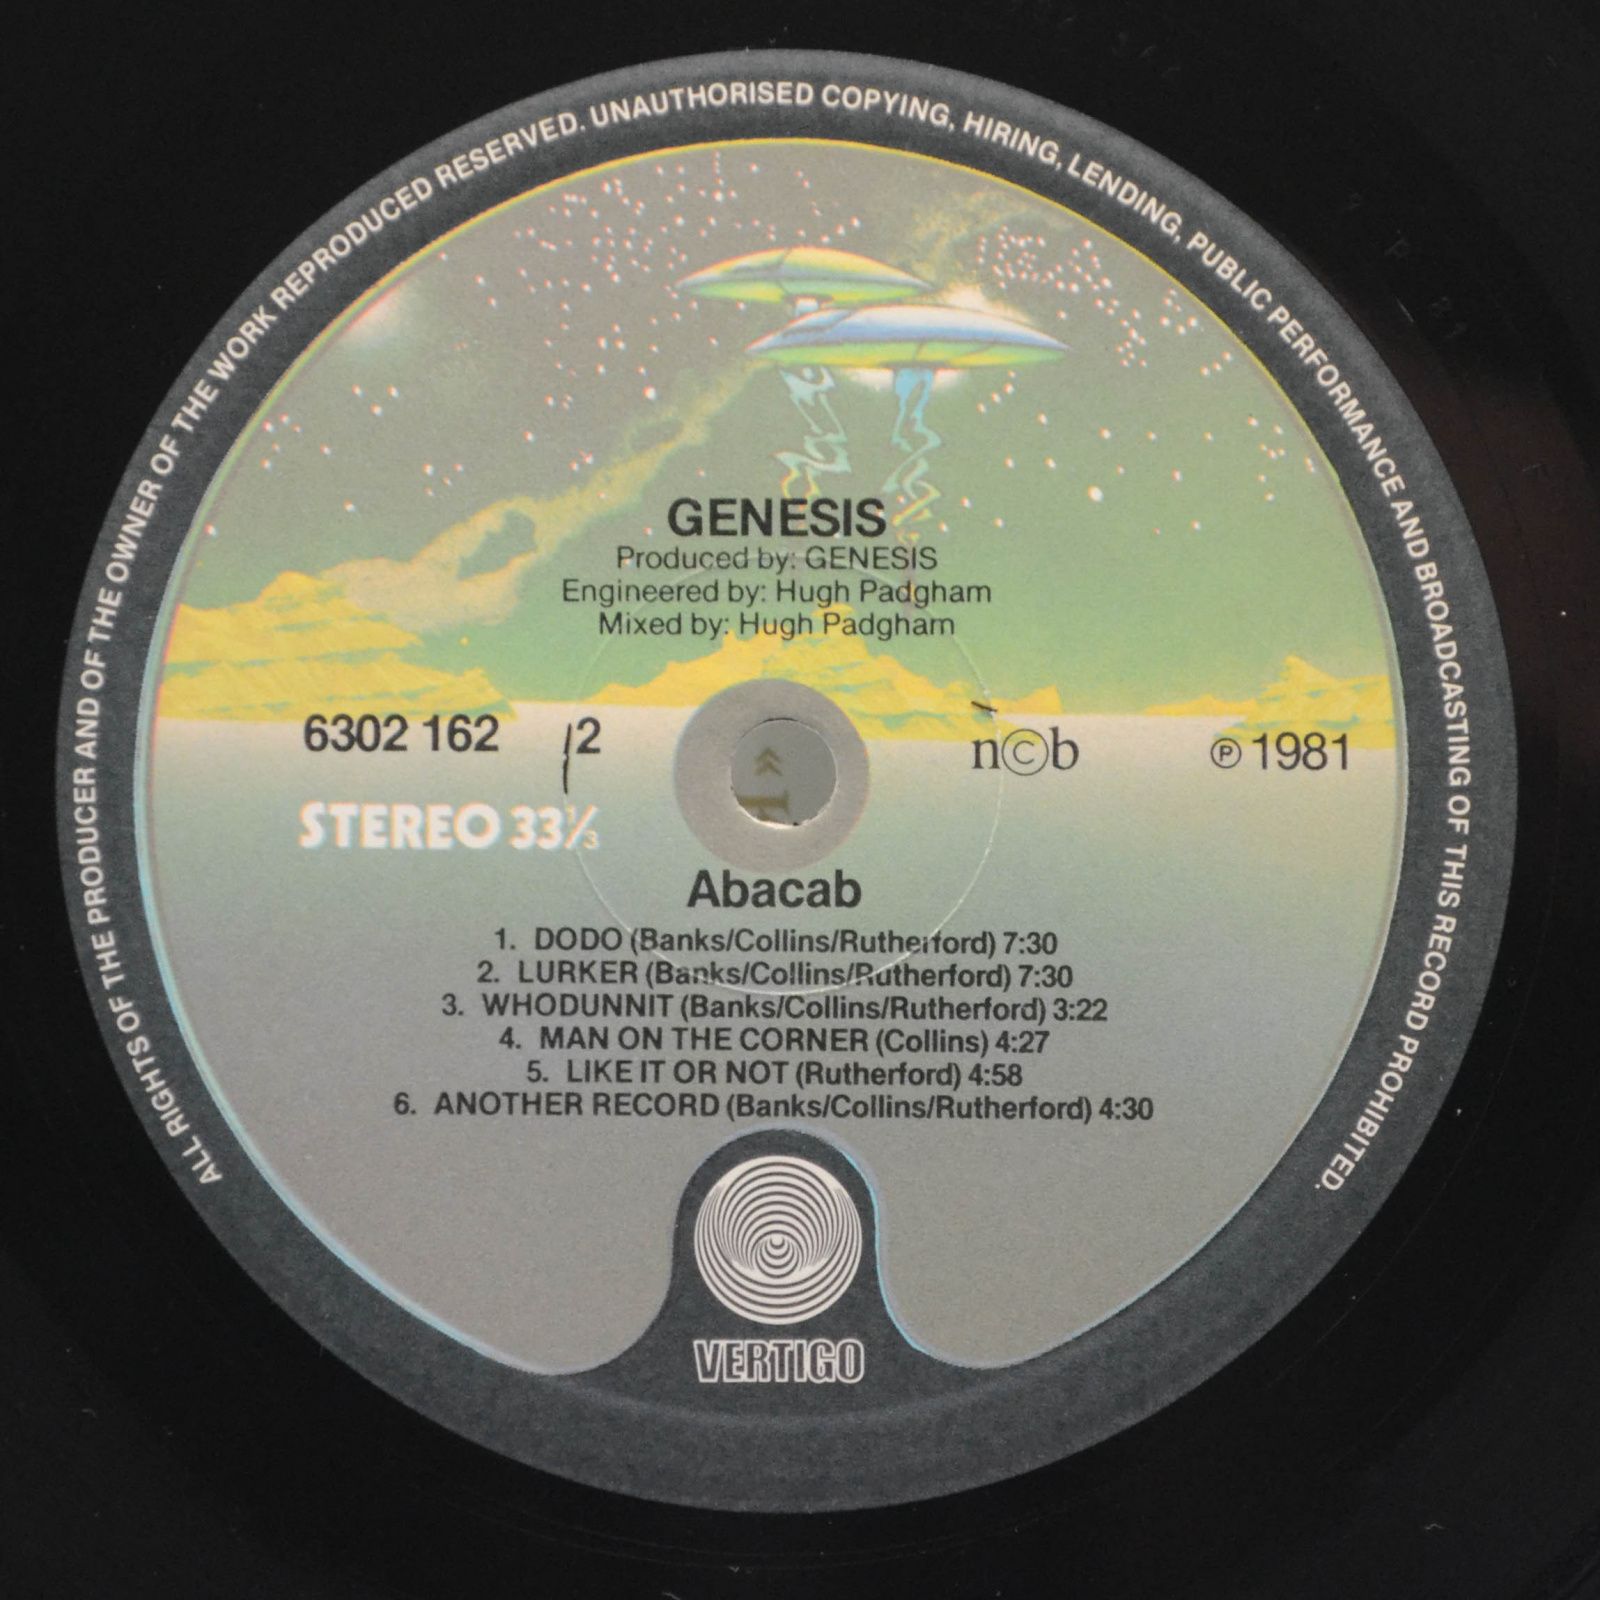 ALL RIGHTS OF THE PRODUCER AND OF THE OWNER OF THE WORK REPRODUCED RESERVED. UNAUTHORISED COPYING, HIRING, LENDING, PUBLIC PERFORMANCE AND BROADCASTING OF THIS RECORD PROHIBITED.
GENESIS
Produced by: GENESIS
Engineered by: Hugh Padgham
Mixed by: Hugh Padgham
6302 162 2 n©b ℗ 1981
STEREO 33⅓
Abacab
1. DODO (Banks/Collins/Rutherford) 7:30
2. LURKER (Banks/Collins/Rutherford) 7:30
3. WHODUNNIT (Banks/Collins/Rutherford) 3:22
4. MAN ON THE CORNER (Collins) 4:27
5. LIKE IT OR NOT (Rutherford) 4:58
6. ANOTHER RECORD (Banks/Collins/Rutherford) 4:30
VERTIGO